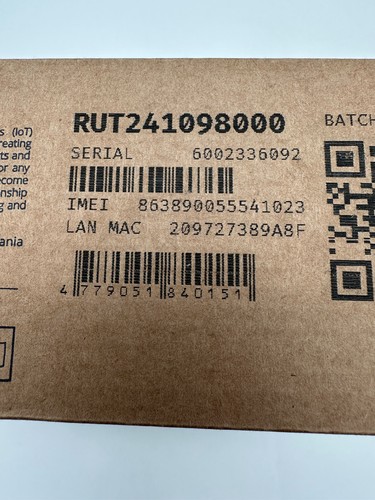 s (IoT)
reating
ts and
or any
ecome
nship
g and
ania
RUT241098000
SERIAL 6002336092
IMEI 863890055541023
LAN MAC 209727389A8F
4 779051 840151
BATCH